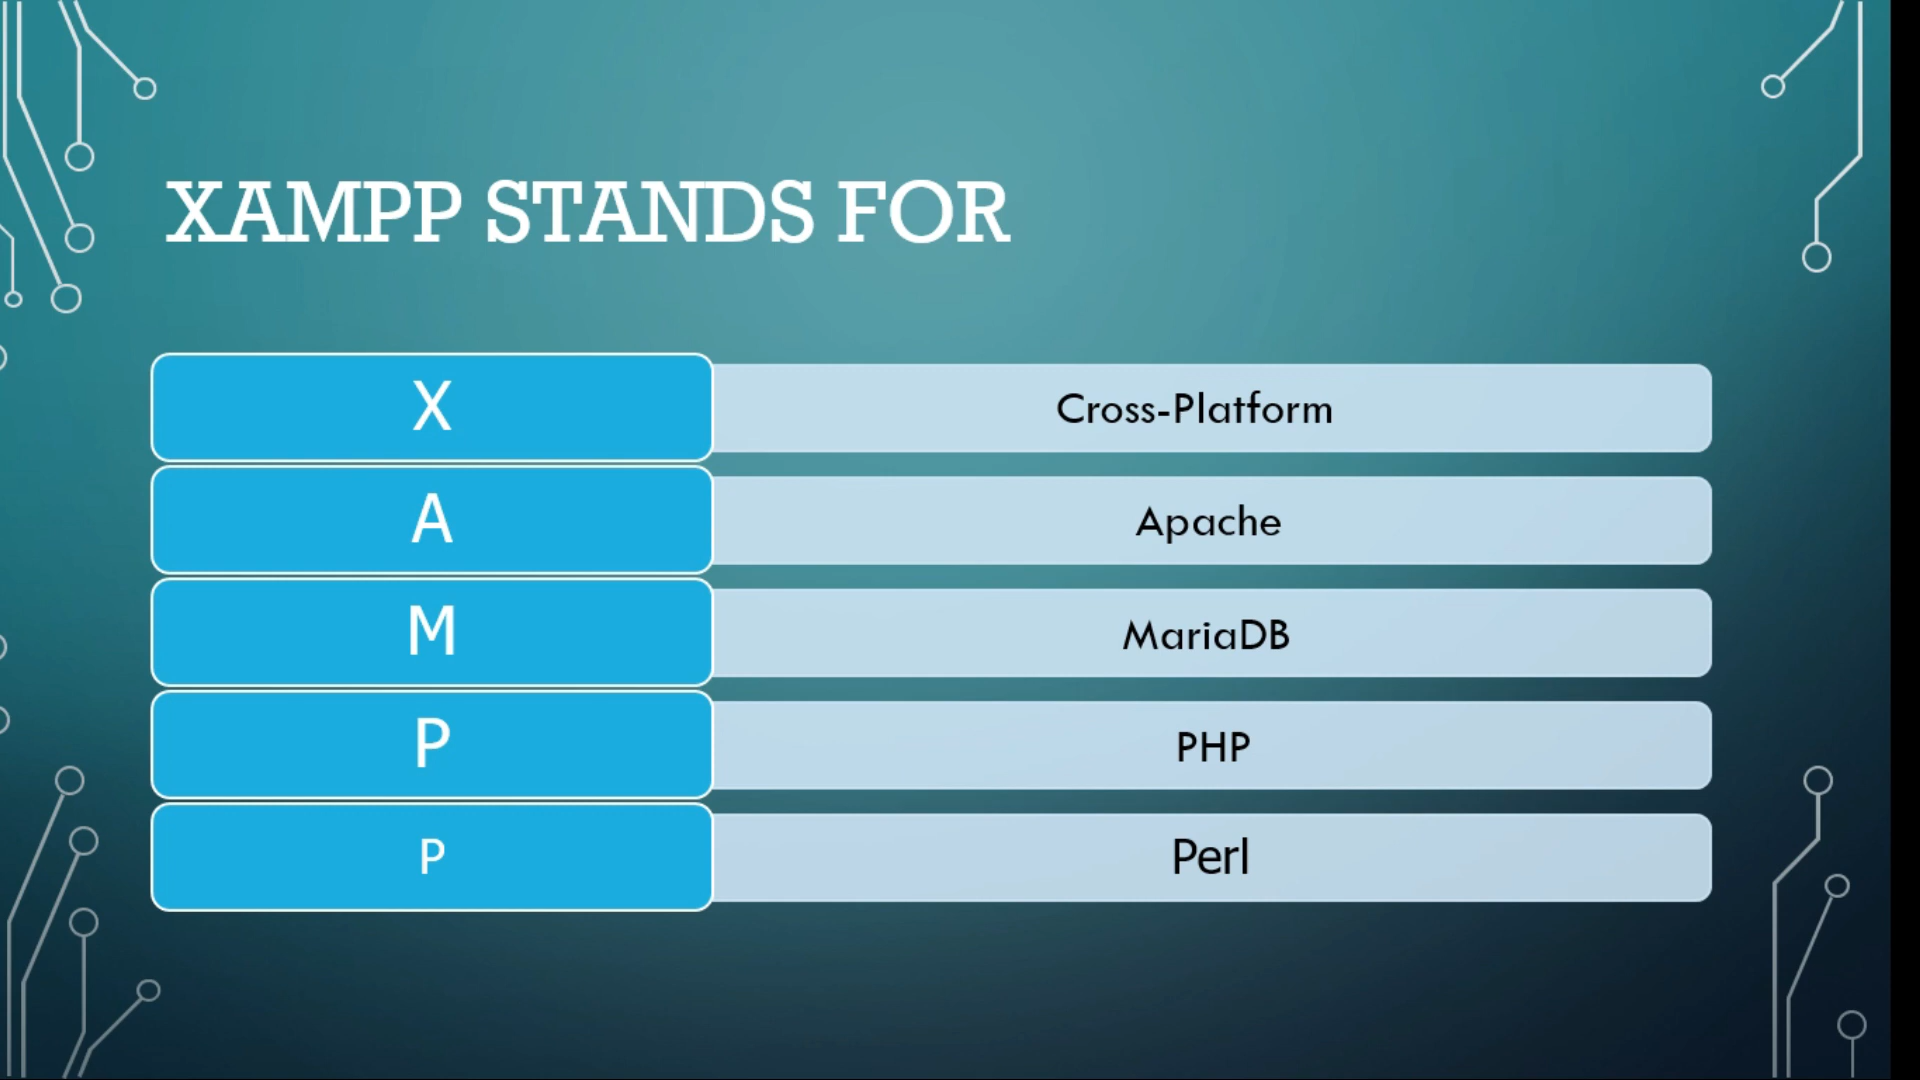 XAMPP STANDS FOR
X Cross-Platform
A Apache
M MariaDB
P PHP
P Perl